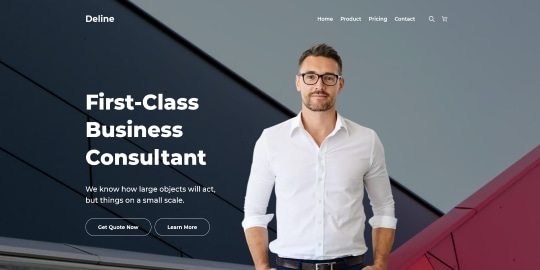 Deline
Home Product Pricing Contact
First-Class
Business
Consultant
We know how large objects will act,
but things on a small scale.
Get Quote Now Learn More